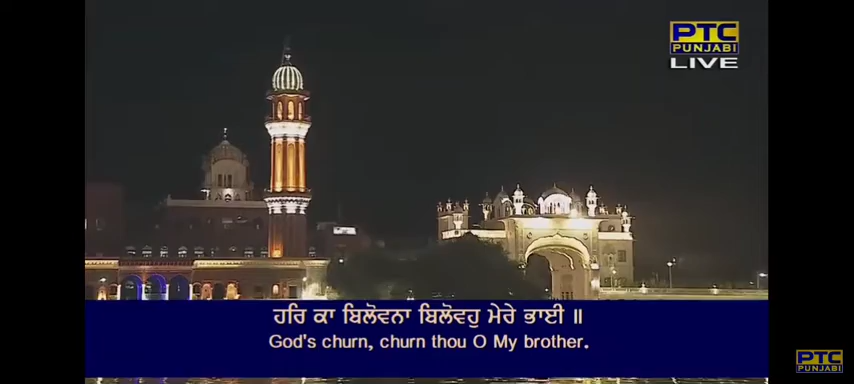 PTC
PUNJABI
LIVE
ਹਰਿ ਕਾ ਬਿਲੋਵਨਾ ਬਿਲੋਵਹੁ ਮੇਰੇ ਭਾਈ ॥
God's churn, churn thou O My brother.
PTC
PUNJABI